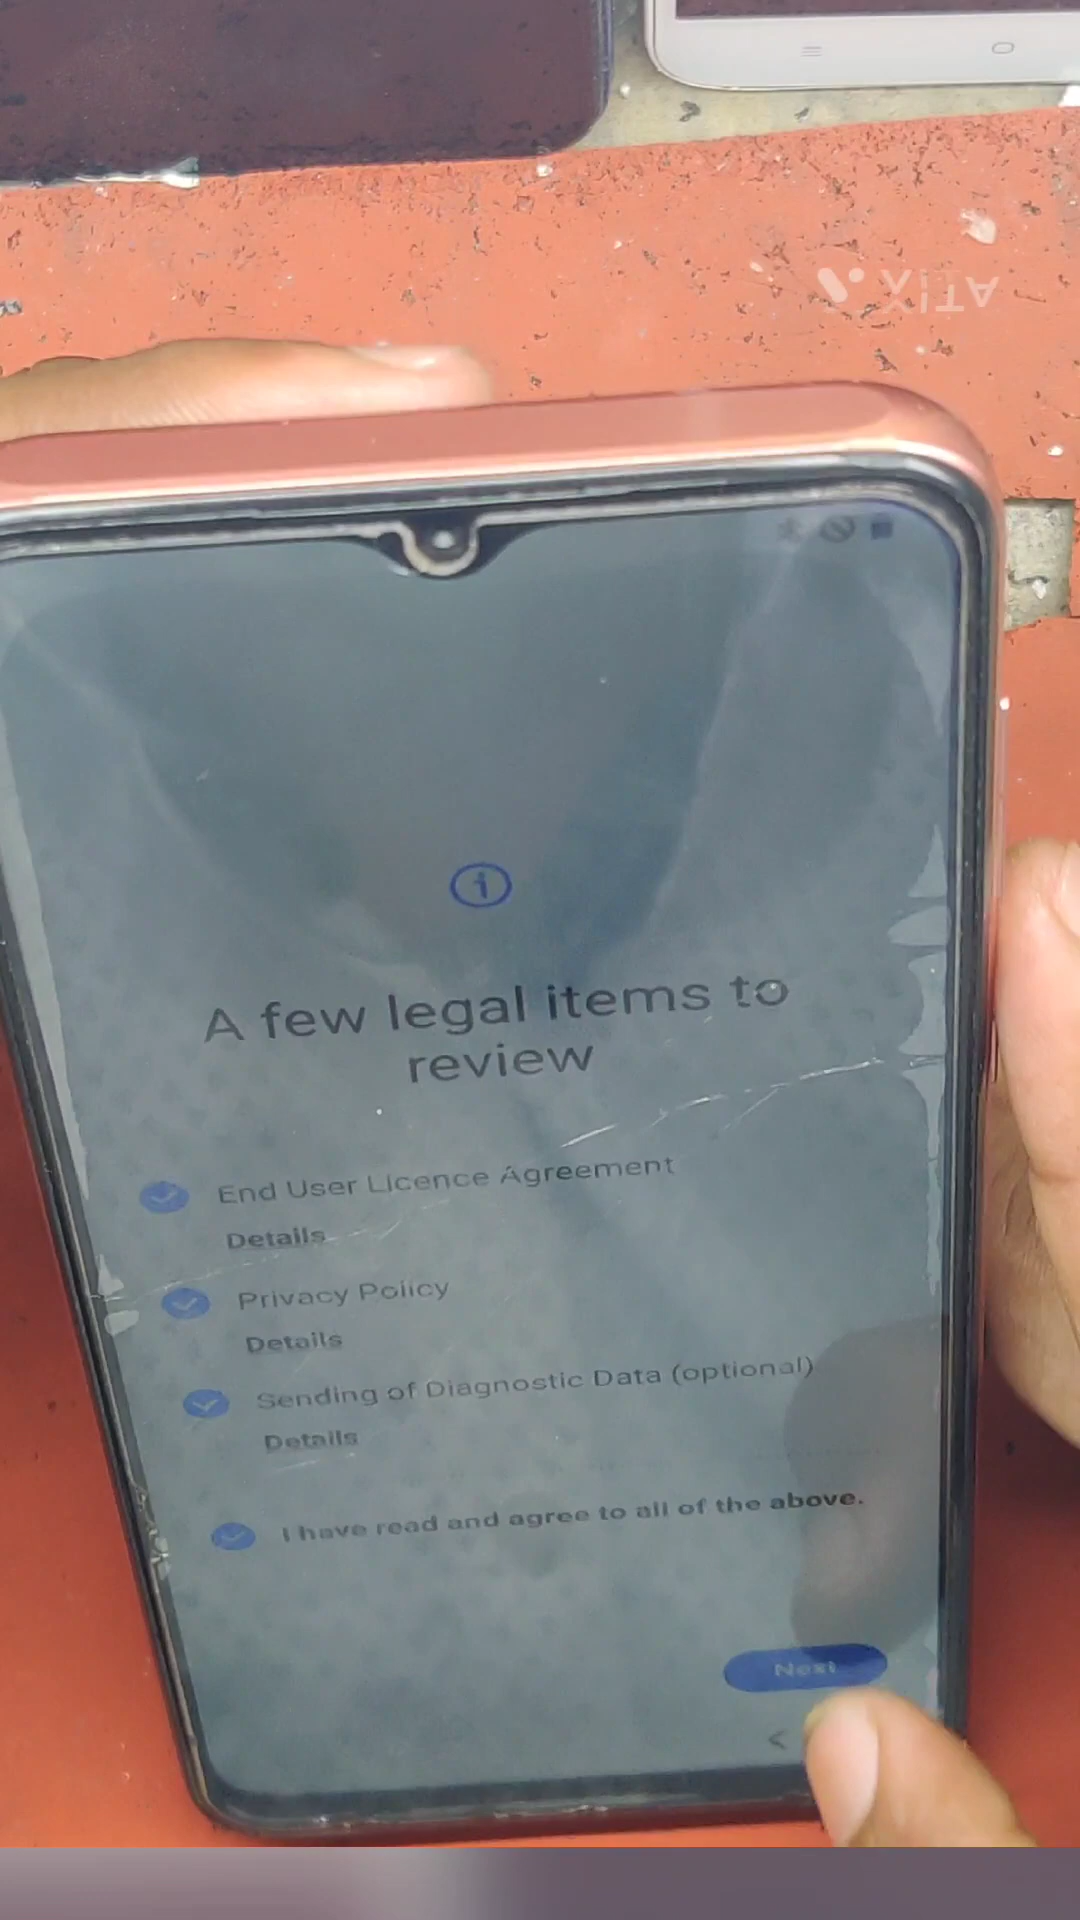 A few legal items to
review
End User Licence Agreement
Details
Privacy Policy
Details
Sending of Diagnostic Data (optional)
Details
I have read and agree to all of the above.
Next